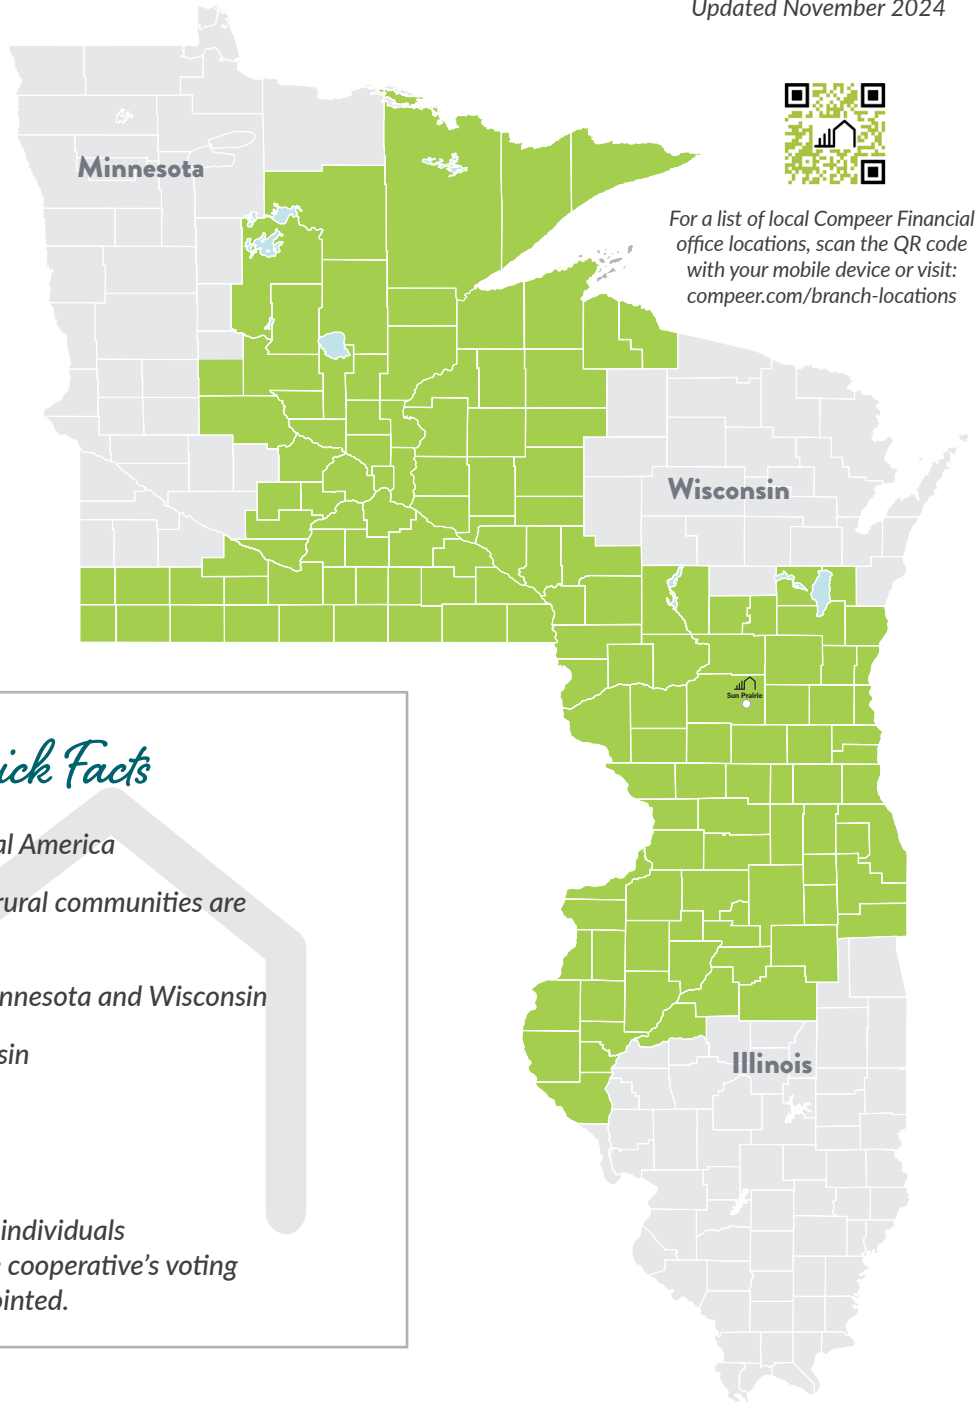 Updated November 2024
Minnesota
For a list of local Compeer Financial
office locations, scan the QR code
with your mobile device or visit:
compeer.com/branch-locations
Wisconsin
Sun Prairie
ick Facts
al America
rural communities are
nnesota and Wisconsin
sin
Illinois
individuals
cooperative’s voting
ointed.